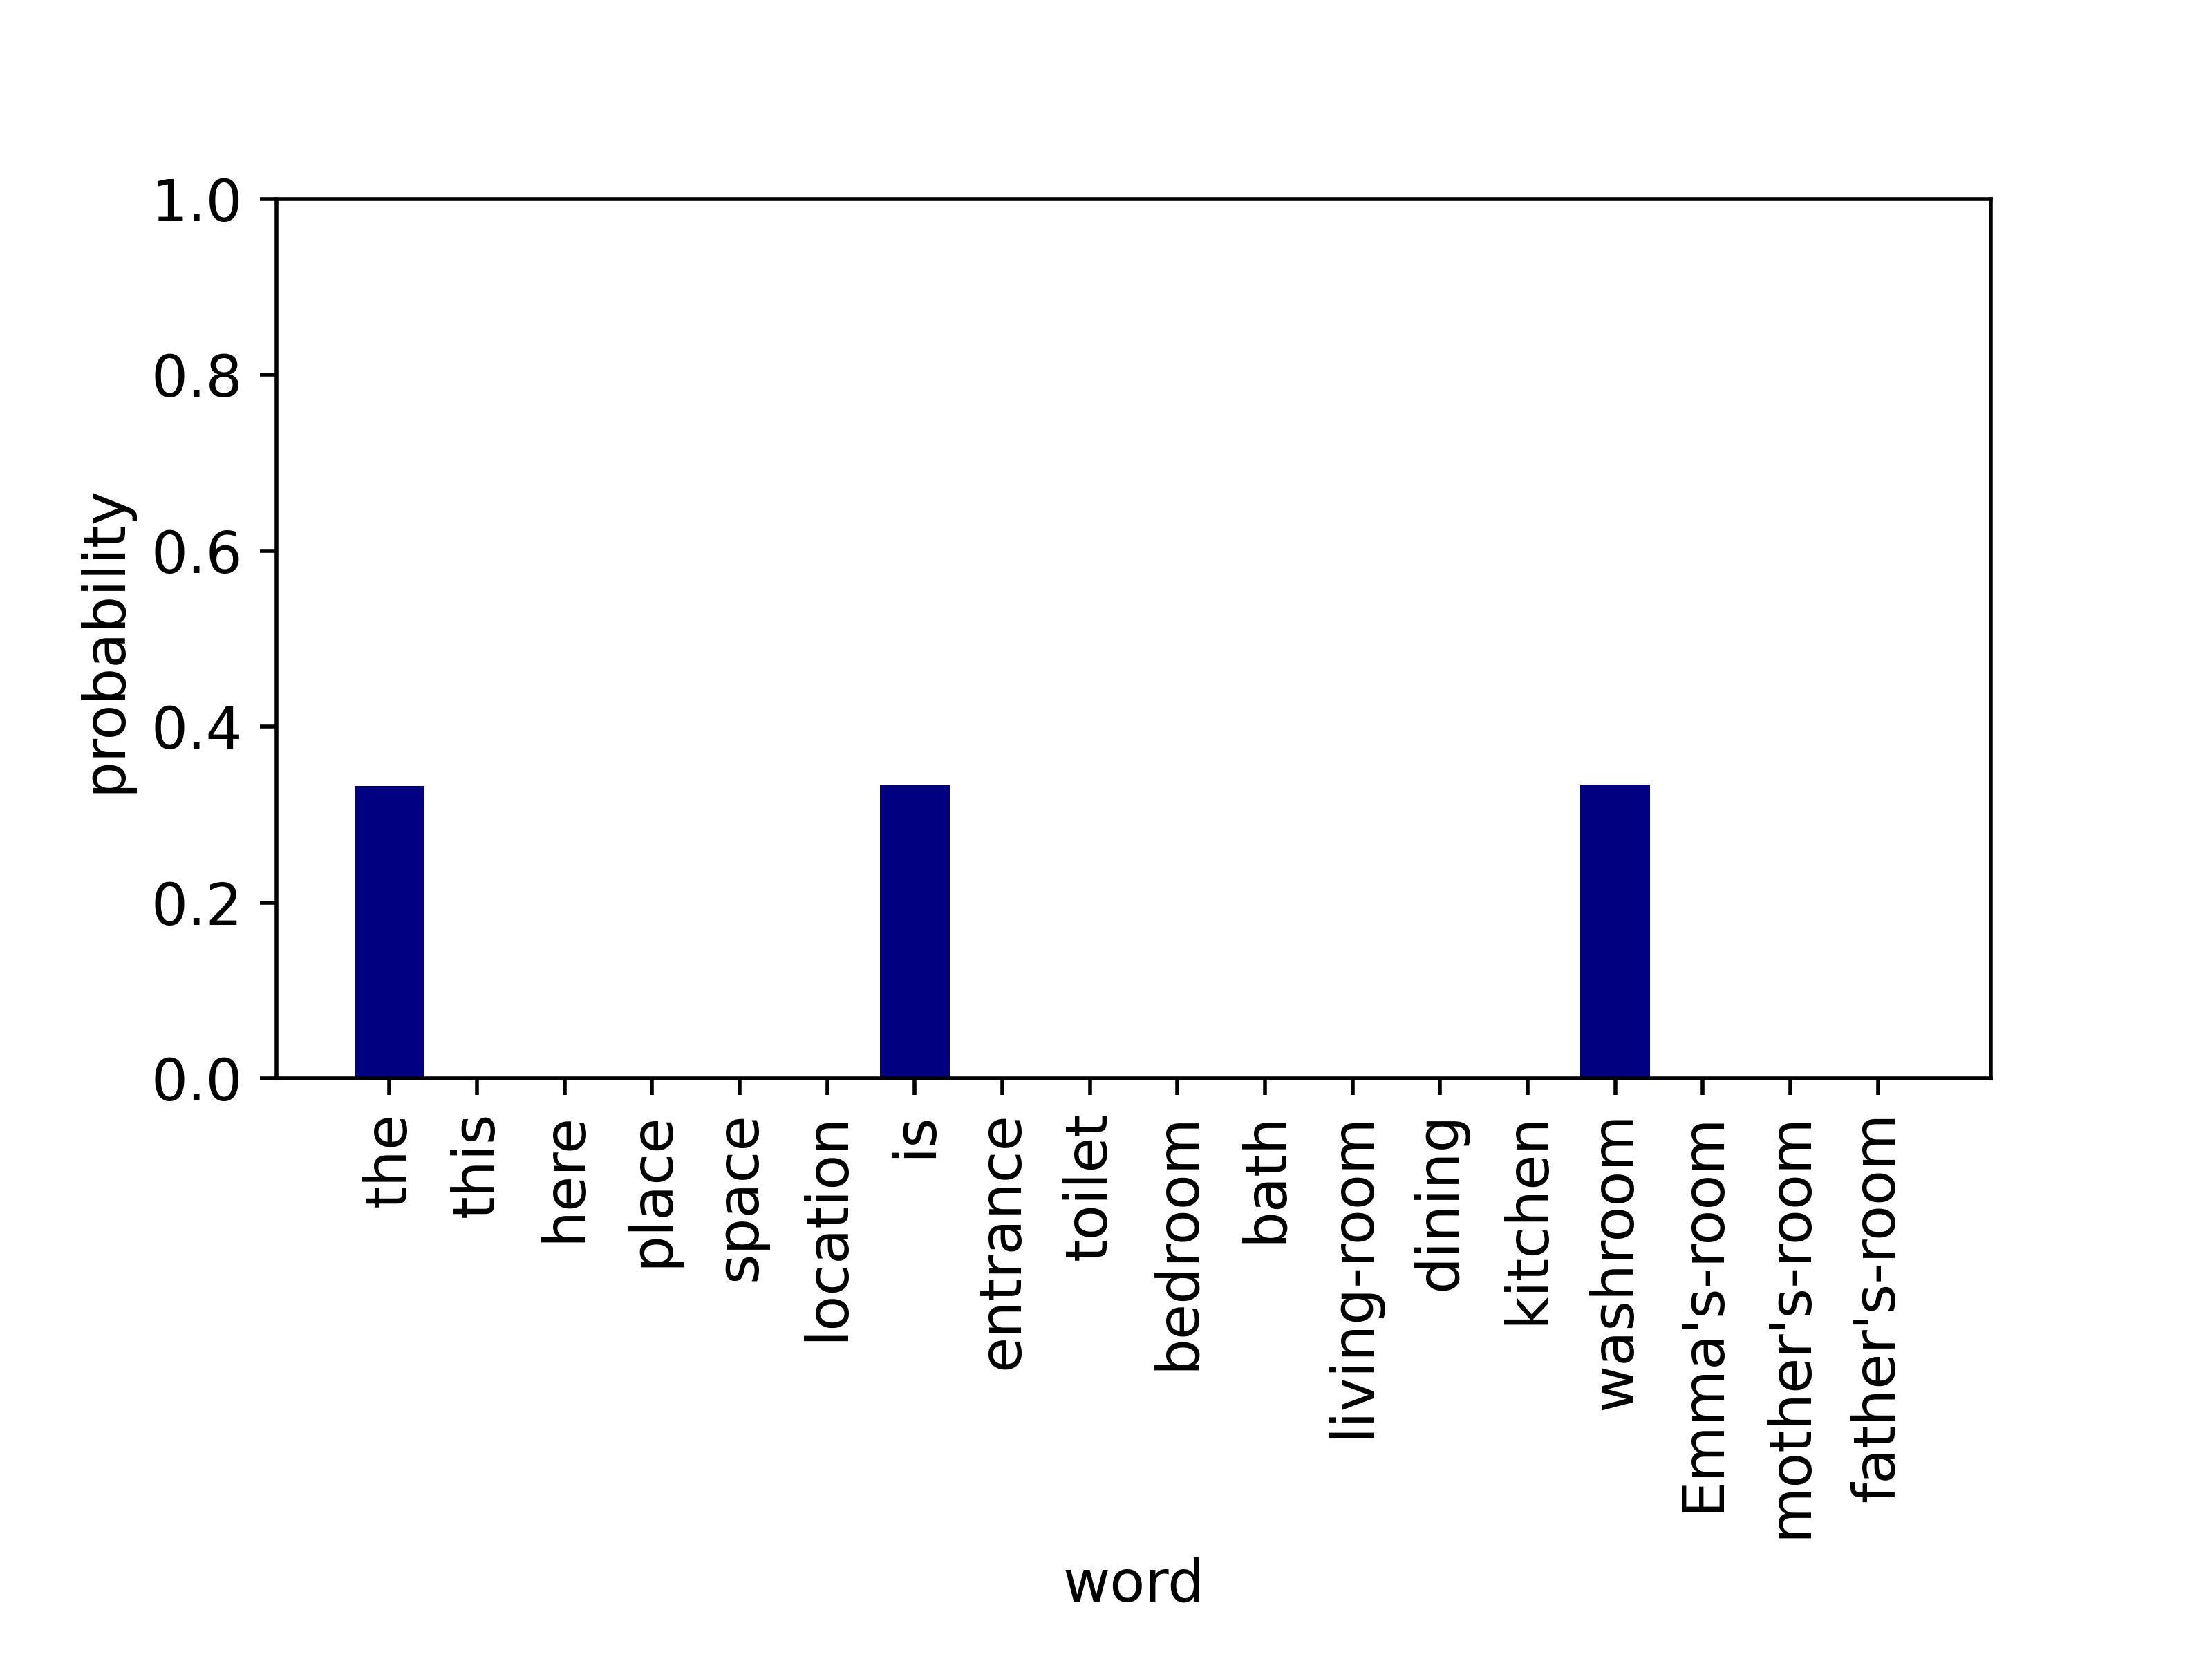 1.0
0.8
0.6
0.4
0.2
0.0
probability
the
this
here
place
space
location
is
entrance
toilet
bedroom
bath
living-room
dining
kitchen
washroom
Emma's-room
mother's-room
father's-room
word